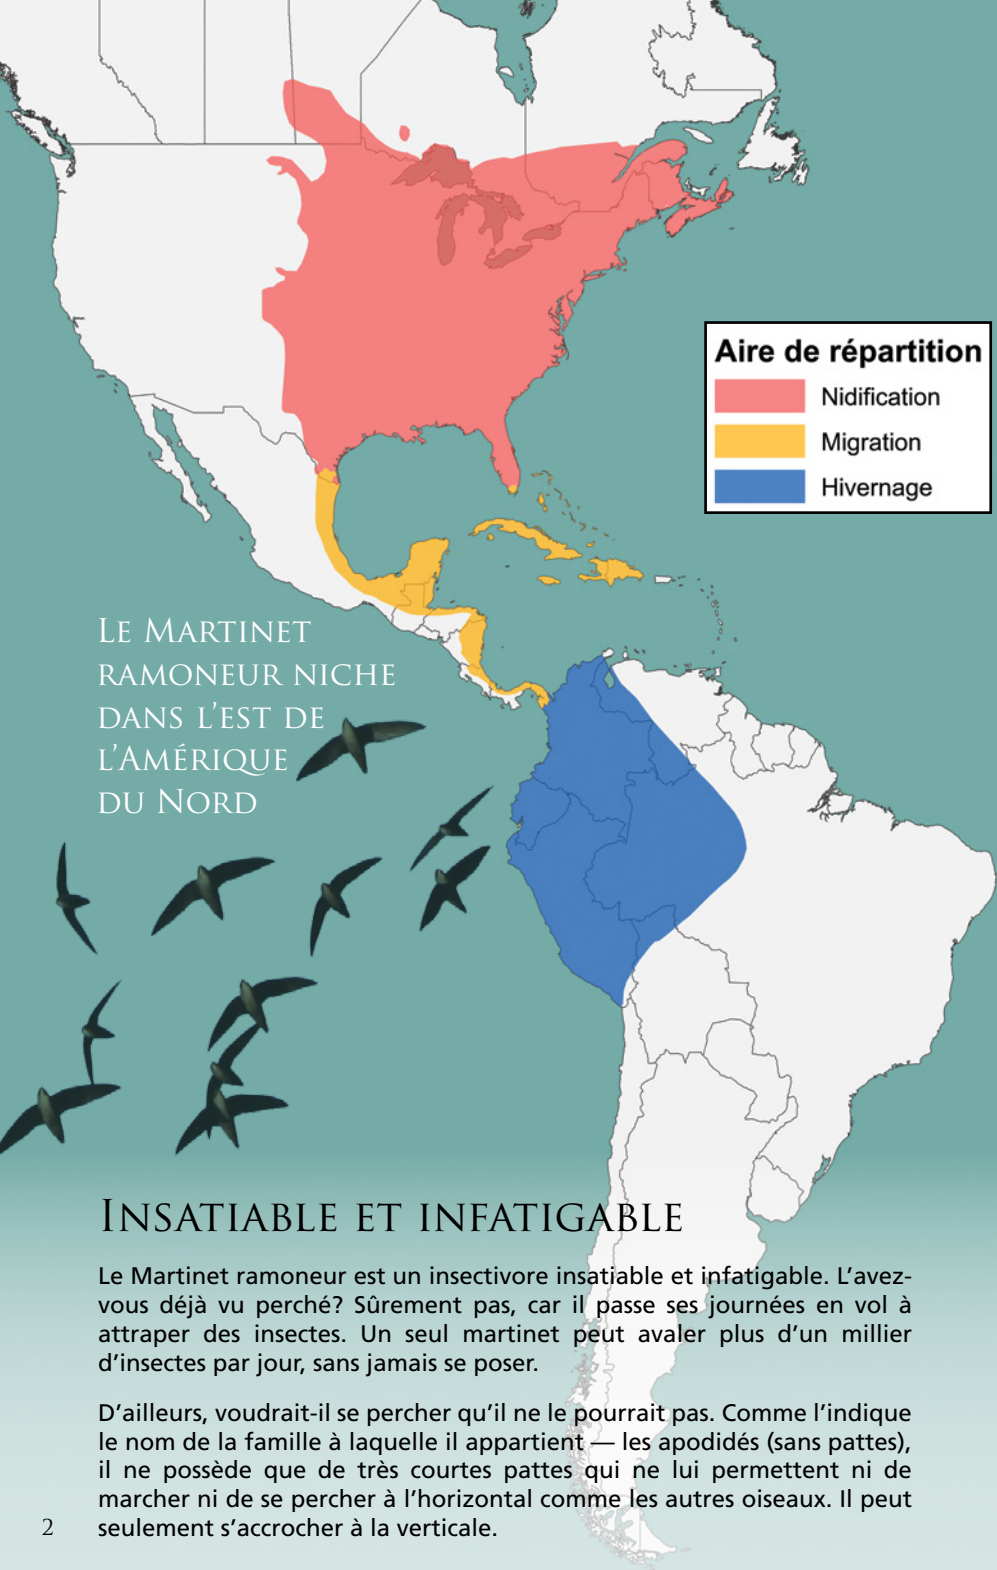 Aire de répartition
Nidification
Migration
Hivernage
Le Martinet
ramoneur niche
dans l’est de
l’Amérique
du Nord
Insatiable et infatigable
Le Martinet ramoneur est un insectivore insatiable et infatigable. L’avez-
vous déjà vu perché? Sûrement pas, car il passe ses journées en vol à
attraper des insectes. Un seul martinet peut avaler plus d’un millier
d’insectes par jour, sans jamais se poser.
D’ailleurs, voudrait-il se percher qu’il ne le pourrait pas. Comme l’indique
le nom de la famille à laquelle il appartient — les apodidés (sans pattes),
il ne possède que de très courtes pattes qui ne lui permettent ni de
marcher ni de se percher à l’horizontal comme les autres oiseaux. Il peut
seulement s’accrocher à la verticale.
2